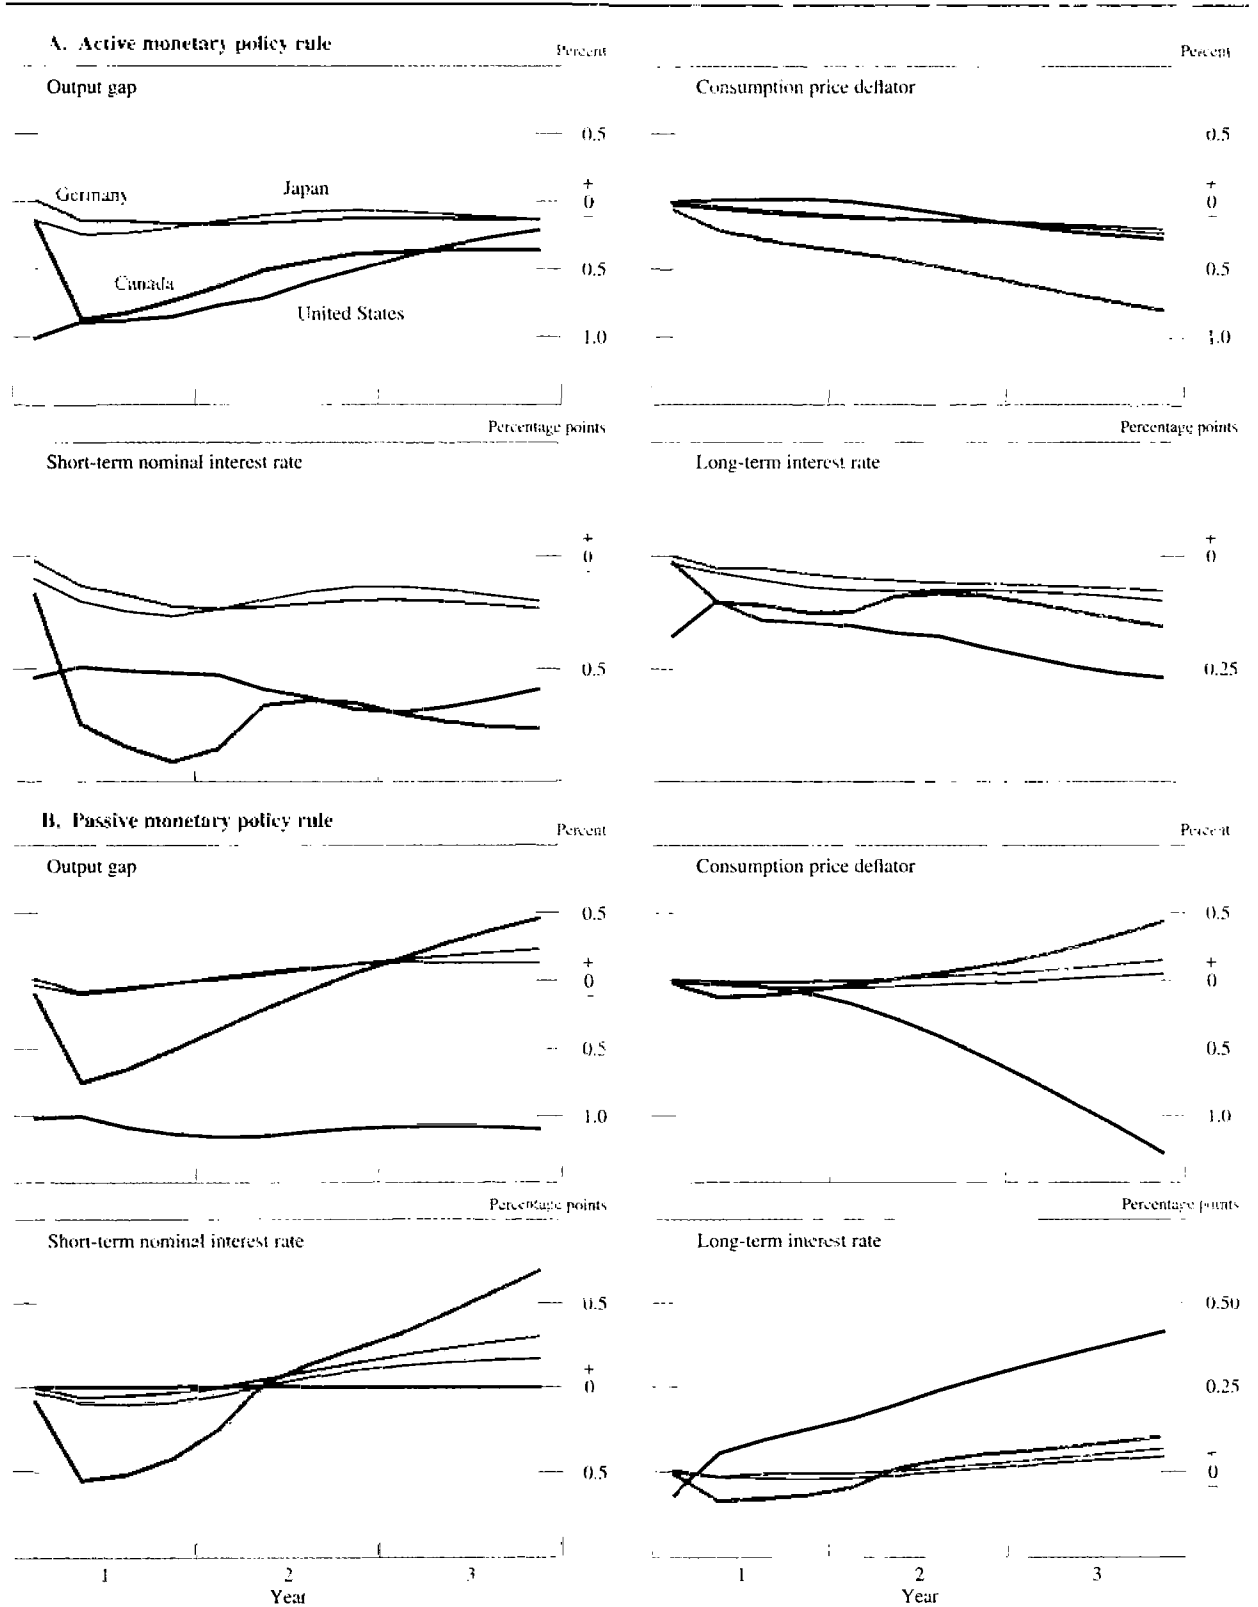 A. Active monetary policy rule
Percent
Percent
Output gap
Consumption price deflator
0.5
0.5
Germany
Japan
+
0
−
+
0
−
Canada
0.5
0.5
United States
1.0
1.0
Percentage points
Percentage points
Short-term nominal interest rate
Long-term interest rate
+
0
-
+
0
-
0.5
0.25
B. Passive monetary policy rule
Percent
Percent
Output gap
Consumption price deflator
0.5
0.5
+
0
−
+
0
−
0.5
0.5
1.0
1.0
Percentage points
Percentage points
Short-term nominal interest rate
Long-term interest rate
0.5
0.50
+
0
0.25
0.5
+
0
−
1
2
3
1
2
3
Year
Year